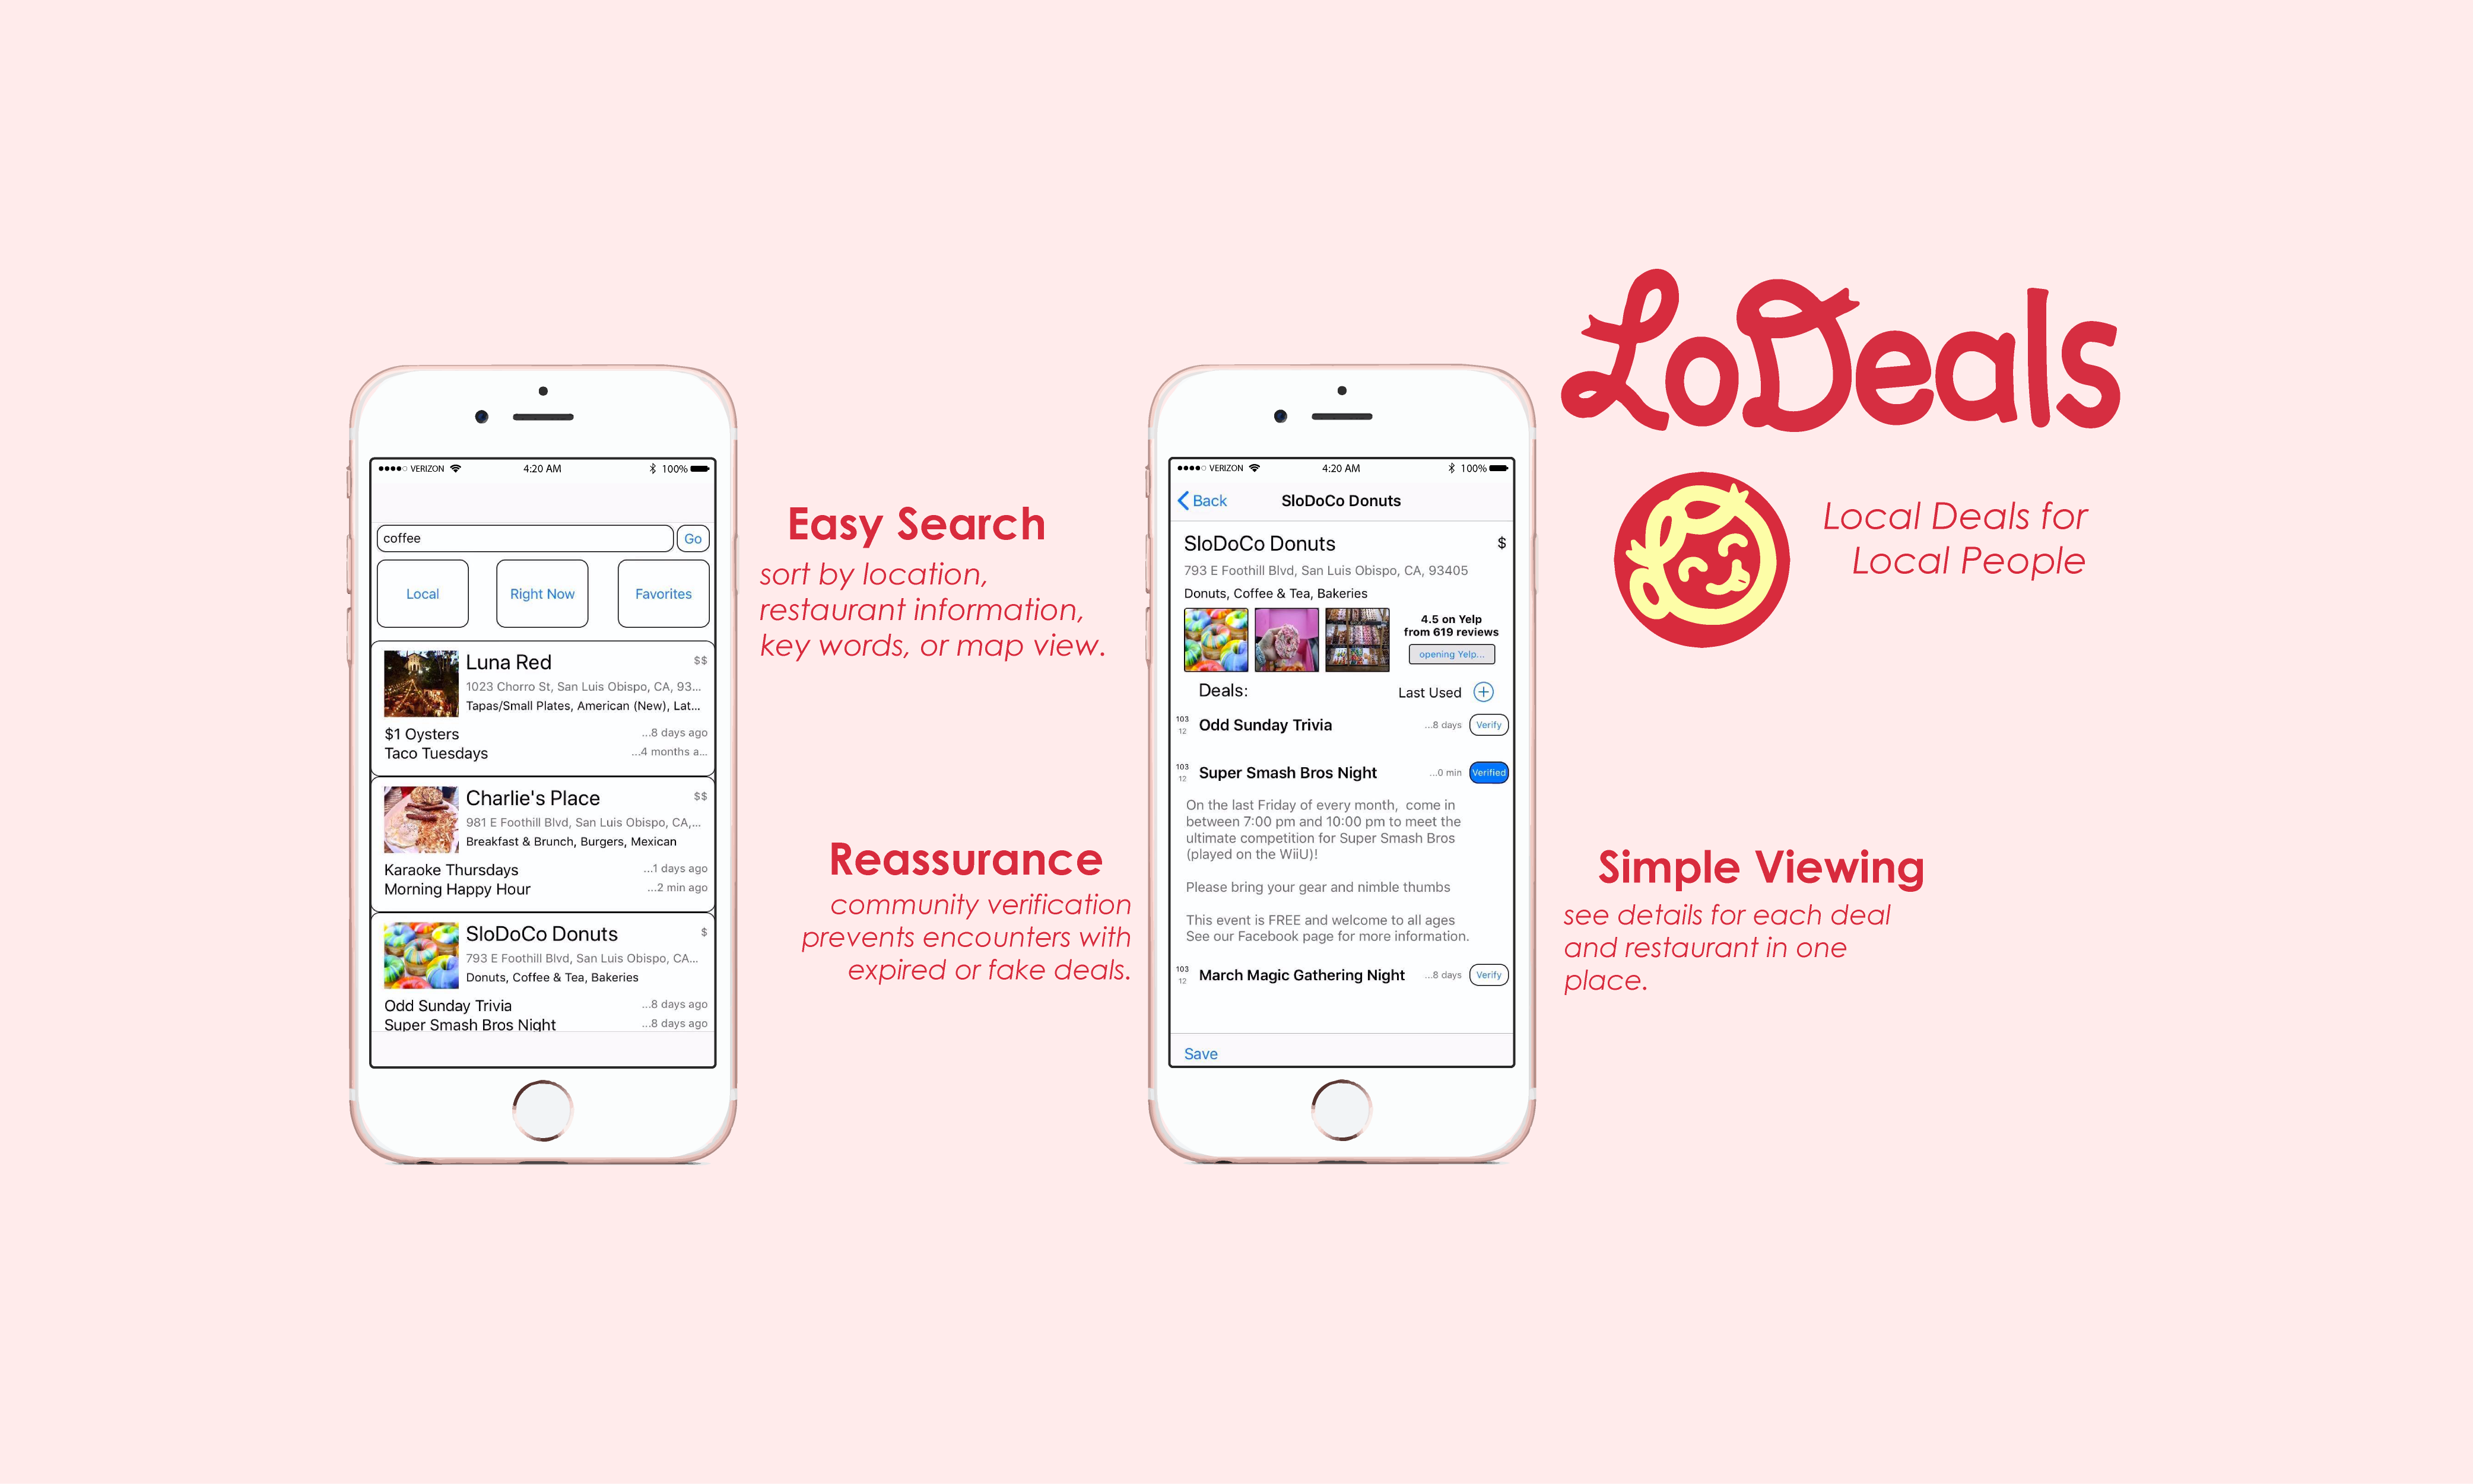 LoDeals
Local Deals for
Local People
VERIZON 4:20 AM 100%
coffee Go
Local Right Now Favorites
Luna Red $$
1023 Chorro St, San Luis Obispo, CA, 93...
Tapas/Small Plates, American (New), Lat...
$1 Oysters ...8 days ago
Taco Tuesdays ...4 months a...
Charlie's Place $$
981 E Foothill Blvd, San Luis Obispo, CA,...
Breakfast & Brunch, Burgers, Mexican
Karaoke Thursdays ...1 days ago
Morning Happy Hour ...2 min ago
SloDoCo Donuts $
793 E Foothill Blvd, San Luis Obispo, CA...
Donuts, Coffee & Tea, Bakeries
Odd Sunday Trivia ...8 days ago
Super Smash Bros Night ...8 days ago
Easy Search
sort by location,
restaurant information,
key words, or map view.
Reassurance
community verification
prevents encounters with
expired or fake deals.
VERIZON 4:20 AM 100%
Back SloDoCo Donuts
SloDoCo Donuts $
793 E Foothill Blvd, San Luis Obispo, CA, 93405
Donuts, Coffee & Tea, Bakeries
4.5 on Yelp
from 619 reviews
opening Yelp...
Deals: Last Used
103
12
Odd Sunday Trivia ...8 days Verify
103
12
Super Smash Bros Night ...0 min Verified
On the last Friday of every month, come in
between 7:00 pm and 10:00 pm to meet the
ultimate competition for Super Smash Bros
(played on the WiiU)!
Please bring your gear and nimble thumbs
This event is FREE and welcome to all ages
See our Facebook page for more information.
103
12
March Magic Gathering Night ...8 days Verify
Save
Simple Viewing
see details for each deal
and restaurant in one
place.